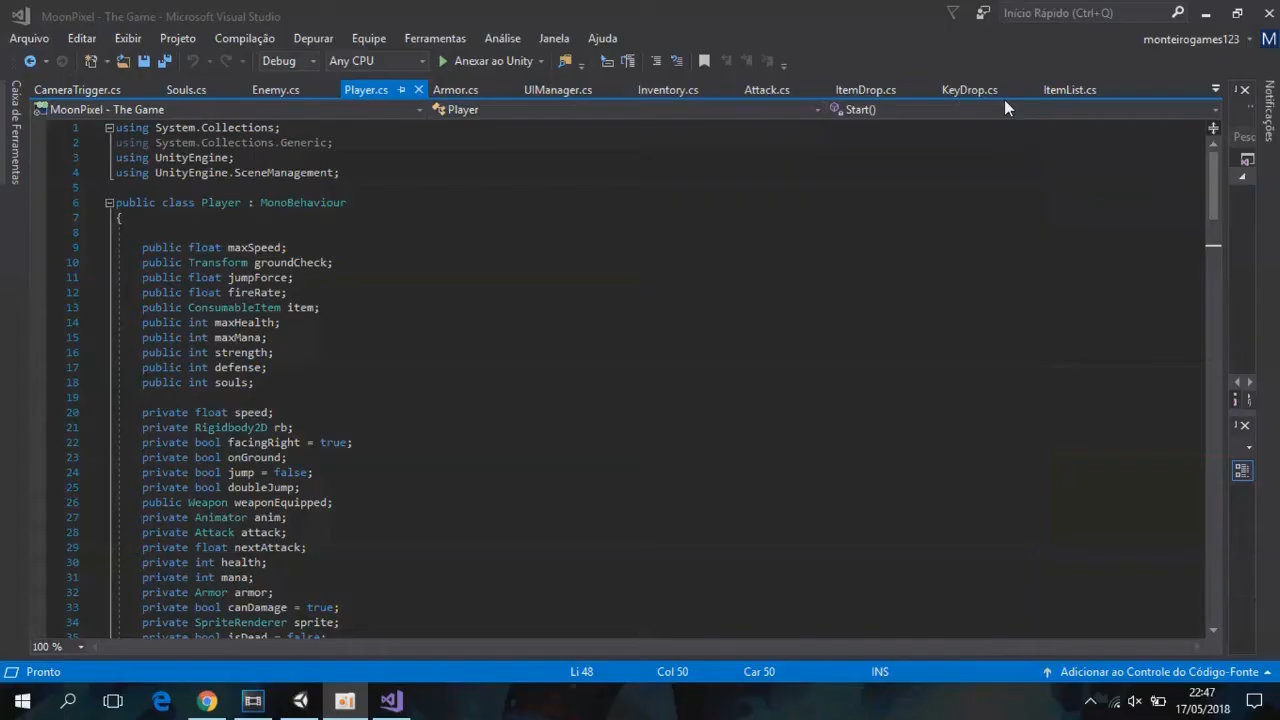 MoonPixel - The Game - Microsoft Visual Studio
Início Rápido (Ctrl+Q)
Arquivo Editar Exibir Projeto Compilação Depurar Equipe Ferramentas Análise Janela Ajuda
monteirogames123 M
Debug Any CPU Anexar ao Unity
CameraTrigger.cs Souls.cs Enemy.cs Player.cs Armor.cs UIManager.cs Inventory.cs Attack.cs ItemDrop.cs KeyDrop.cs ItemList.cs
MoonPixel - The Game Player Start()
Caixa de Ferramentas
Notificações
Pesc
1 using System.Collections;
2 using System.Collections.Generic;
3 using UnityEngine;
4 using UnityEngine.SceneManagement;
5
6 public class Player : MonoBehaviour
7 {
8
9 public float maxSpeed;
10 public Transform groundCheck;
11 public float jumpForce;
12 public float fireRate;
13 public ConsumableItem item;
14 public int maxHealth;
15 public int maxMana;
16 public int strength;
17 public int defense;
18 public int souls;
19
20 private float speed;
21 private Rigidbody2D rb;
22 private bool facingRight = true;
23 private bool onGround;
24 private bool jump = false;
25 private bool doubleJump;
26 public Weapon weaponEquipped;
27 private Animator anim;
28 private Attack attack;
29 private float nextAttack;
30 private int health;
31 private int mana;
32 private Armor armor;
33 private bool canDamage = true;
34 private SpriteRenderer sprite;
35 private bool isDead = false;
100 %
Pronto Li 48 Col 50 Car 50 INS Adicionar ao Controle do Código-Fonte
22:47
17/05/2018